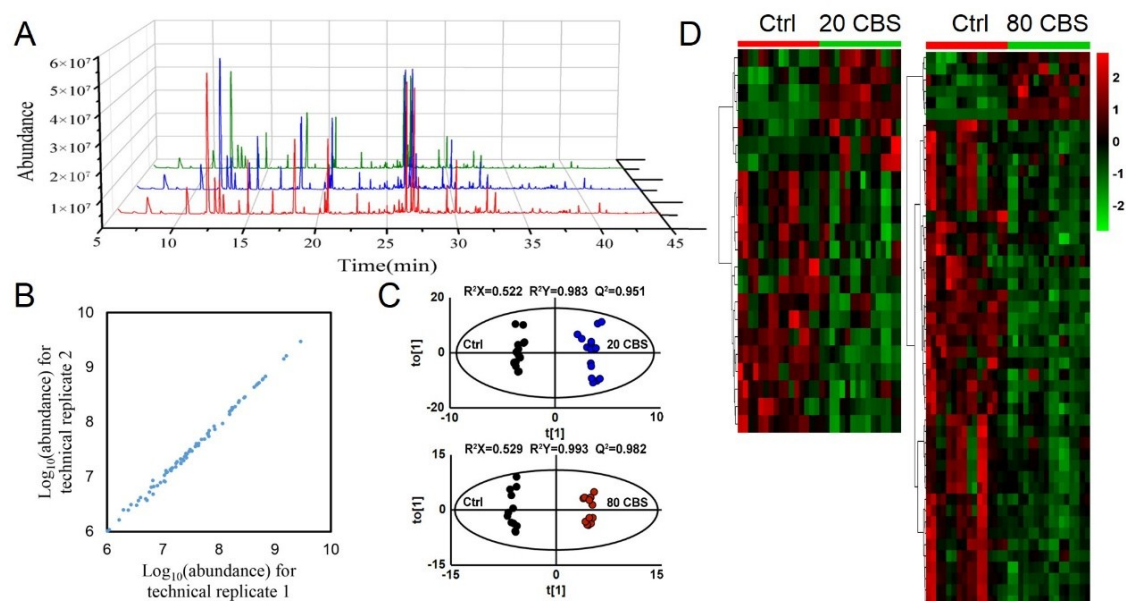 A
6×10⁷
5×10⁷
4×10⁷
3×10⁷
2×10⁷
1×10⁷
Abundance
5 10 15 20 25 30 35 40 45
Time(min)
B
10
9
8
7
6
Log₁₀(abundance) for
technical replicate 2
6 7 8 9 10
Log₁₀(abundance) for
technical replicate 1
C
R²X=0.522 R²Y=0.983 Q²=0.951
20
0
-20
to[1]
Ctrl
20 CBS
-10 0 10
t[1]
R²X=0.529 R²Y=0.993 Q²=0.982
15
0
-15
to[1]
Ctrl
80 CBS
-15 0 15
t[1]
D
Ctrl 20 CBS
Ctrl 80 CBS
2
1
0
-1
-2